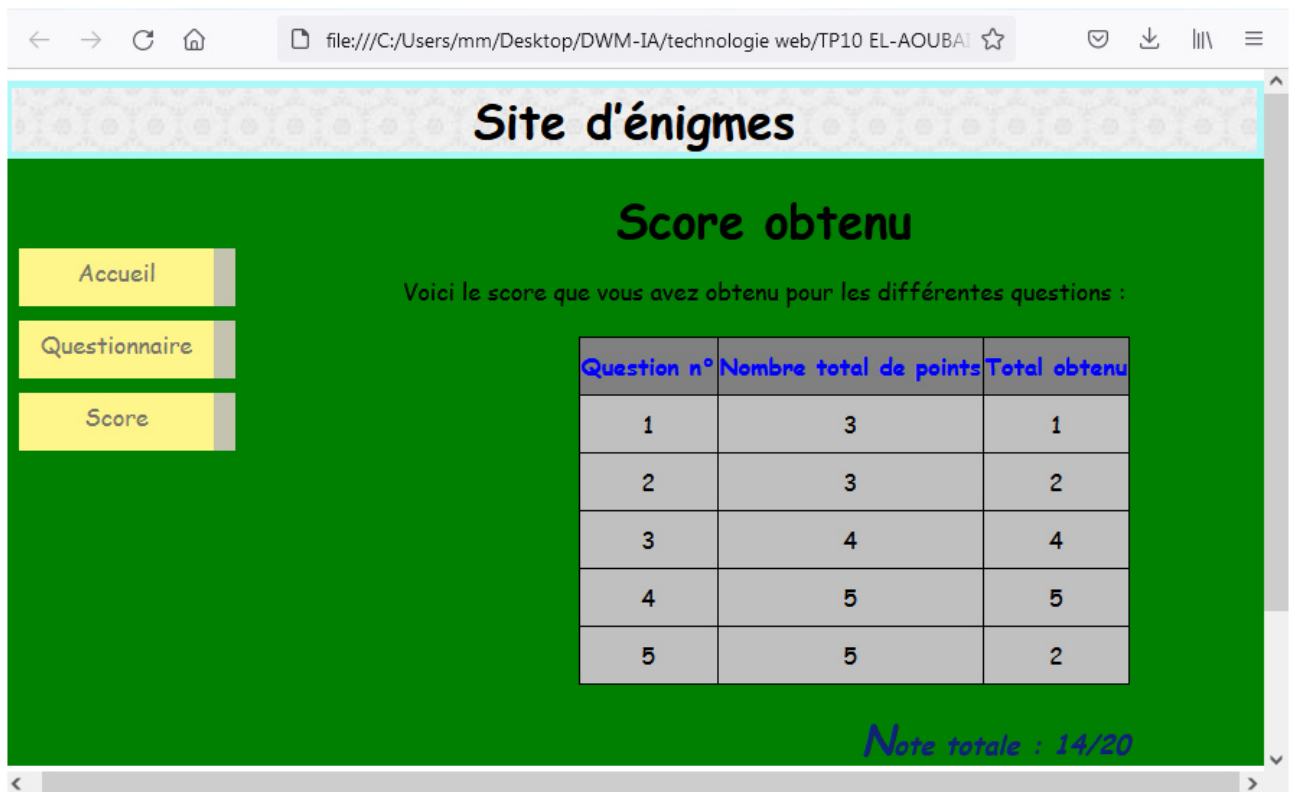 file:///C:/Users/mm/Desktop/DWM-IA/technologie web/TP10 EL-AOUBAI
Site d’énigmes
Accueil
Questionnaire
Score
Score obtenu
Voici le score que vous avez obtenu pour les différentes questions :
Question n° Nombre total de points Total obtenu
1 3 1
2 3 2
3 4 4
4 5 5
5 5 2
Note totale : 14/20